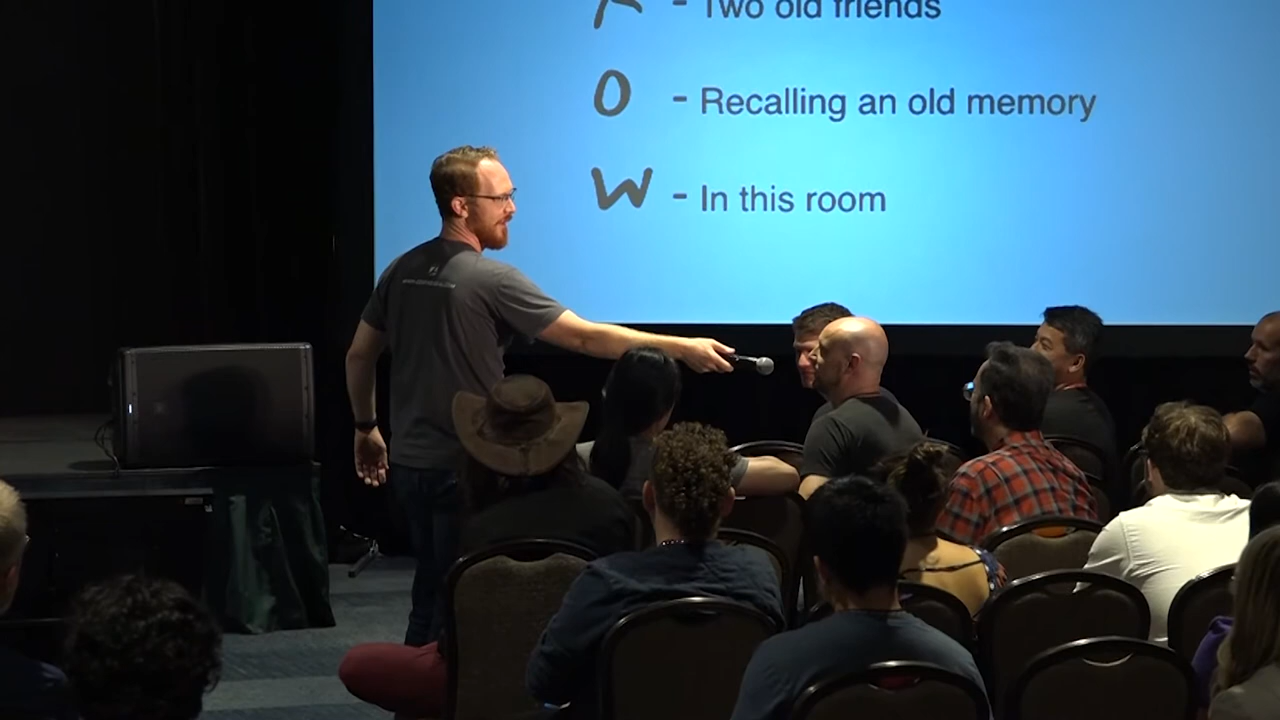 - Two old friends
O - Recalling an old memory
W - In this room